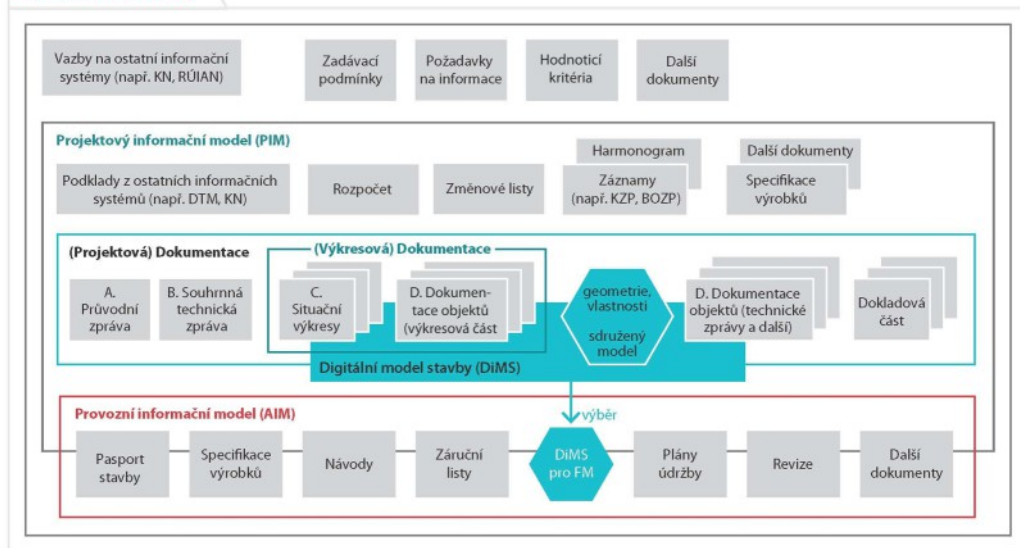 Vazby na ostatní informační
systémy (např. KN, RÚIAN)
Zadávací
podmínky
Požadavky
na informace
Hodnoticí
kritéria
Další
dokumenty
Projektový informační model (PIM)
Podklady z ostatních informačních
systémů (např. DTM, KN)
Rozpočet
Změnové listy
Harmonogram
Záznamy
(např. KZP, BOZP)
Další dokumenty
Specifikace
výrobků
(Projektová) Dokumentace
(Výkresová) Dokumentace
A.
Průvodní
zpráva
B. Souhrnná
technická
zpráva
C.
Situační
výkresy
D. Dokumen-
tace objektů
(výkresová část
geometrie,
vlastnosti
sdružený
model
D. Dokumentace
objektů (technické
zprávy a další)
Dokladová
část
Digitální model stavby (DiMS)
výběr
Provozní informační model (AIM)
Pasport
stavby
Specifikace
výrobků
Návody
Záruční
listy
DiMS
pro FM
Plány
údržby
Revize
Další
dokumenty